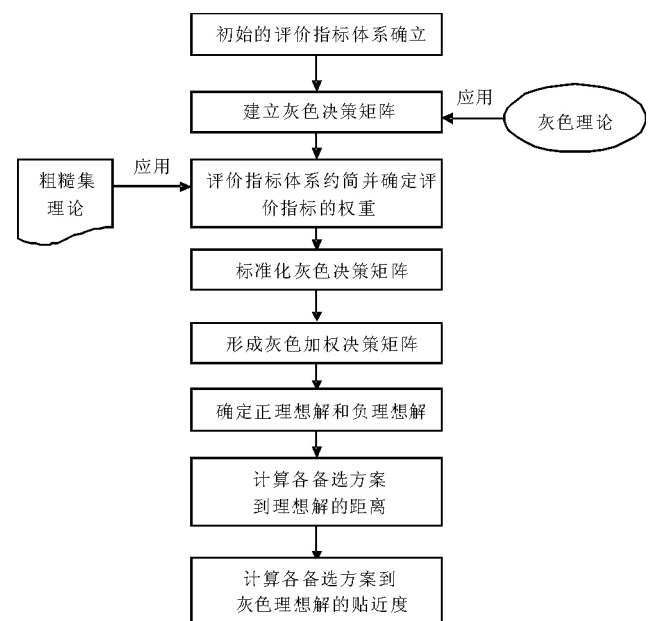 初始的评价指标体系确立
建立灰色决策矩阵
应用
灰色理论
粗糙集
理论
应用
评价指标体系约简并确定评
价指标的权重
标准化灰色决策矩阵
形成灰色加权决策矩阵
确定正理想解和负理想解
计算各备选方案
到理想解的距离
计算各备选方案到
灰色理想解的贴近度